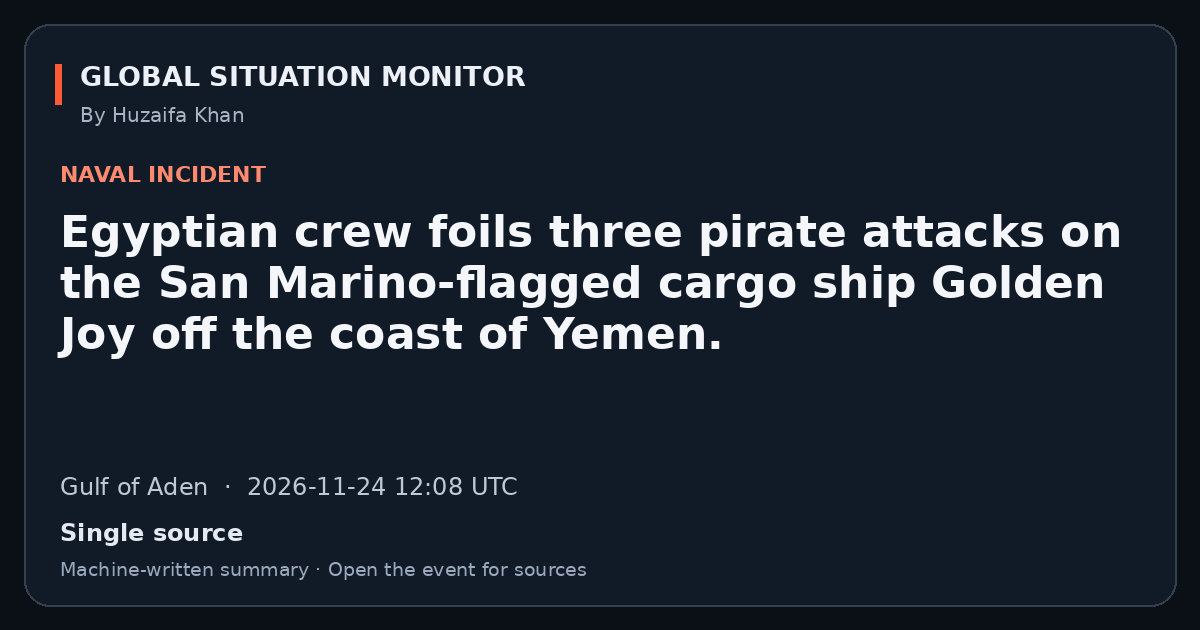 GLOBAL SITUATION MONITOR
By Huzaifa Khan
NAVAL INCIDENT
Egyptian crew foils three pirate attacks on
the San Marino-flagged cargo ship Golden
Joy off the coast of Yemen.
Gulf of Aden · 2026-11-24 12:08 UTC
Single source
Machine-written summary · Open the event for sources